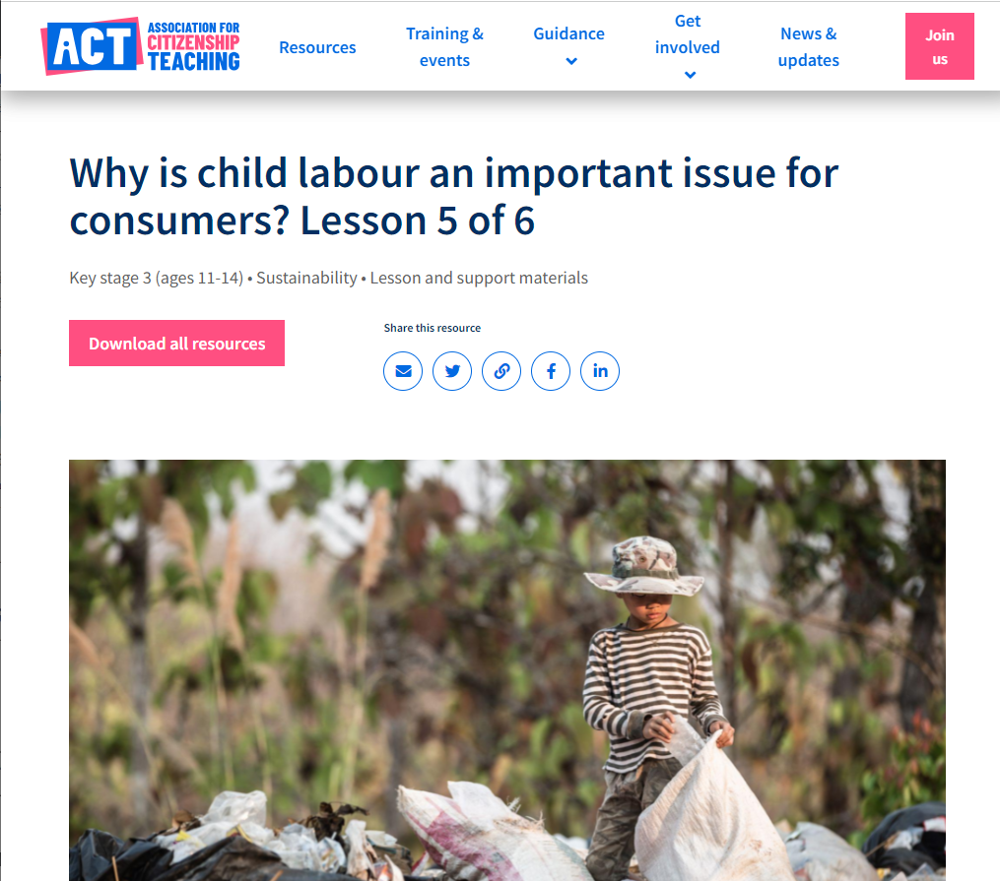 ACT
ASSOCIATION FOR
CITIZENSHIP
TEACHING
Resources
Training &
events
Guidance
Get
involved
News &
updates
Join
us
Why is child labour an important issue for
consumers? Lesson 5 of 6
Key stage 3 (ages 11-14) • Sustainability • Lesson and support materials
Download all resources
Share this resource